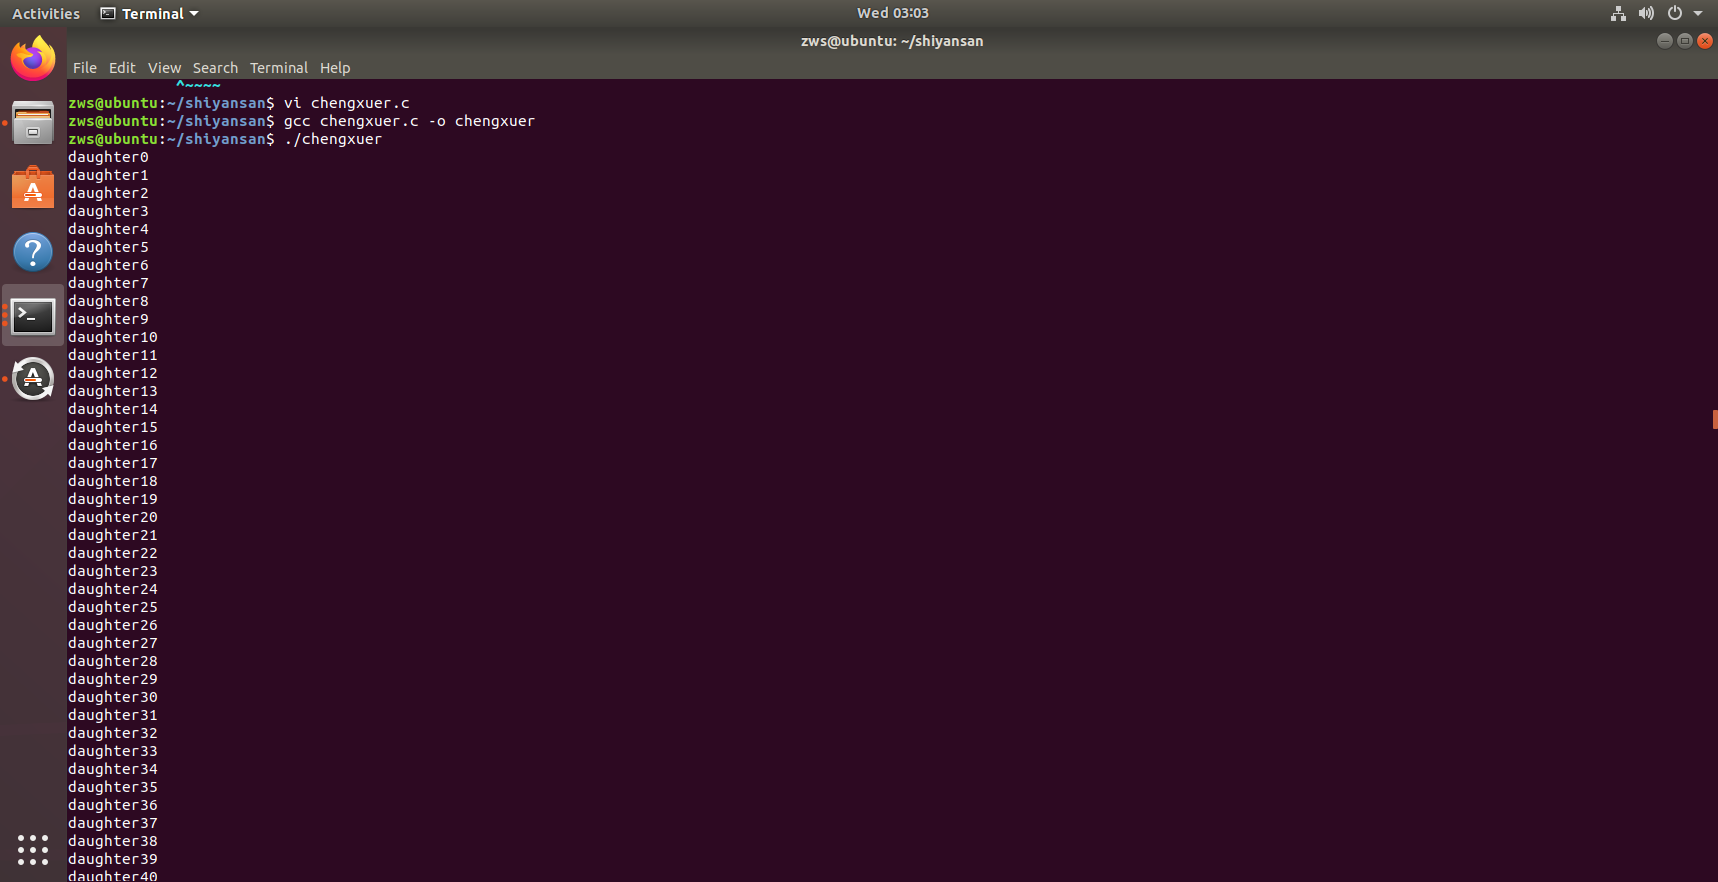 Activities Terminal Wed 03:03
zws@ubuntu: ~/shiyansan
File Edit View Search Terminal Help
^~~~~
zws@ubuntu:~/shiyansan$ vi chengxuer.c
zws@ubuntu:~/shiyansan$ gcc chengxuer.c -o chengxuer
zws@ubuntu:~/shiyansan$ ./chengxuer
daughter0
daughter1
daughter2
daughter3
daughter4
daughter5
daughter6
daughter7
daughter8
daughter9
daughter10
daughter11
daughter12
daughter13
daughter14
daughter15
daughter16
daughter17
daughter18
daughter19
daughter20
daughter21
daughter22
daughter23
daughter24
daughter25
daughter26
daughter27
daughter28
daughter29
daughter30
daughter31
daughter32
daughter33
daughter34
daughter35
daughter36
daughter37
daughter38
daughter39
daughter40